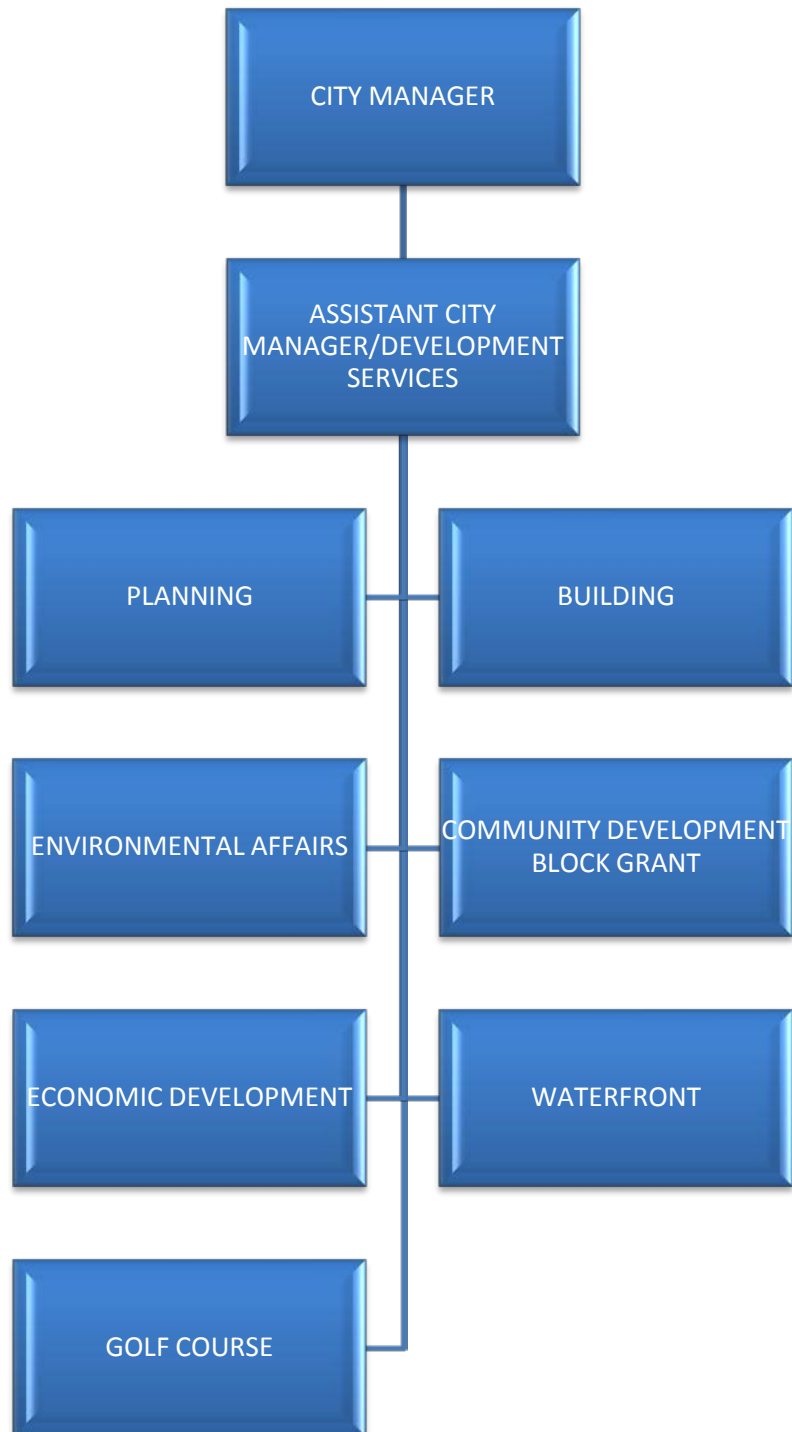 CITY MANAGER
ASSISTANT CITY
MANAGER/DEVELOPMENT
SERVICES
PLANNING
BUILDING
ENVIRONMENTAL AFFAIRS
COMMUNITY DEVELOPMENT
BLOCK GRANT
ECONOMIC DEVELOPMENT
WATERFRONT
GOLF COURSE